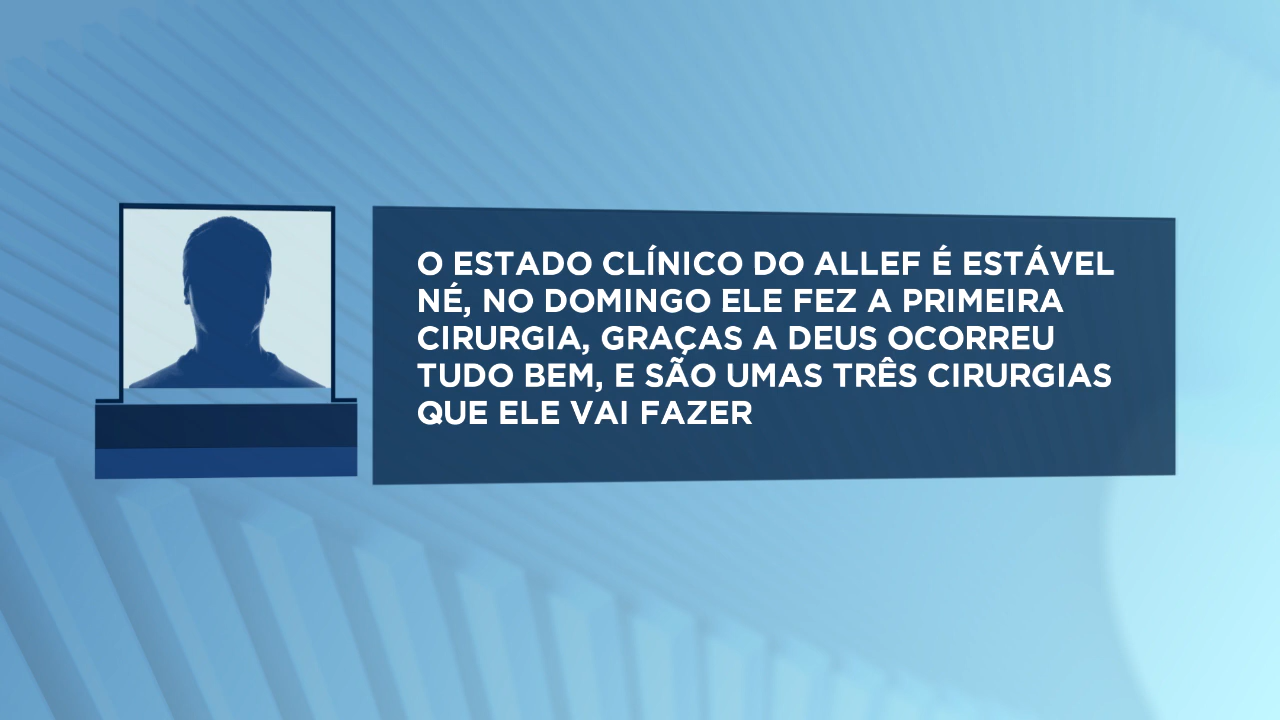 O ESTADO CLÍNICO DO ALLEF É ESTÁVEL
NÉ, NO DOMINGO ELE FEZ A PRIMEIRA
CIRURGIA, GRAÇAS A DEUS OCORREU
TUDO BEM, E SÃO UMAS TRÊS CIRURGIAS
QUE ELE VAI FAZER